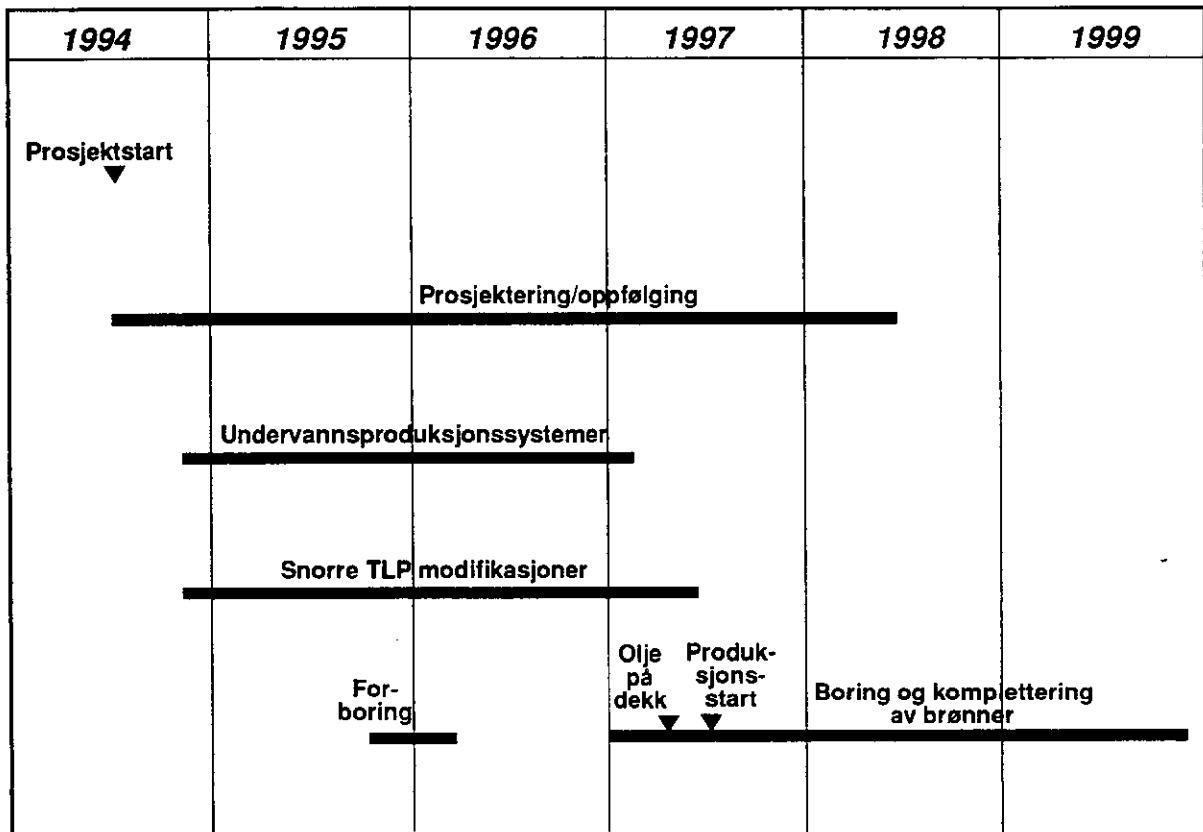 1994 1995 1996 1997 1998 1999
Prosjektstart
Prosjektering/oppfølging
Undervannsproduksjonssystemer
Snorre TLP modifikasjoner
For-
boring
Olje
på
dekk
Produk-
sjons-
start
Boring og komplettering
av brønner